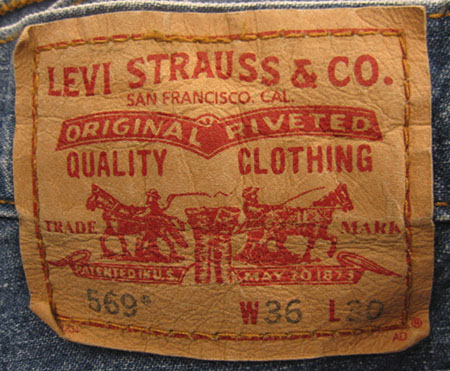 LEVI STRAUSS & CO.
SAN FRANCISCO, CAL.
ORIGINAL RIVETED
QUALITY CLOTHING
TRADE MARK
PATENTED IN U.S. MAY 20 1873
569® W36 L30
AD ®